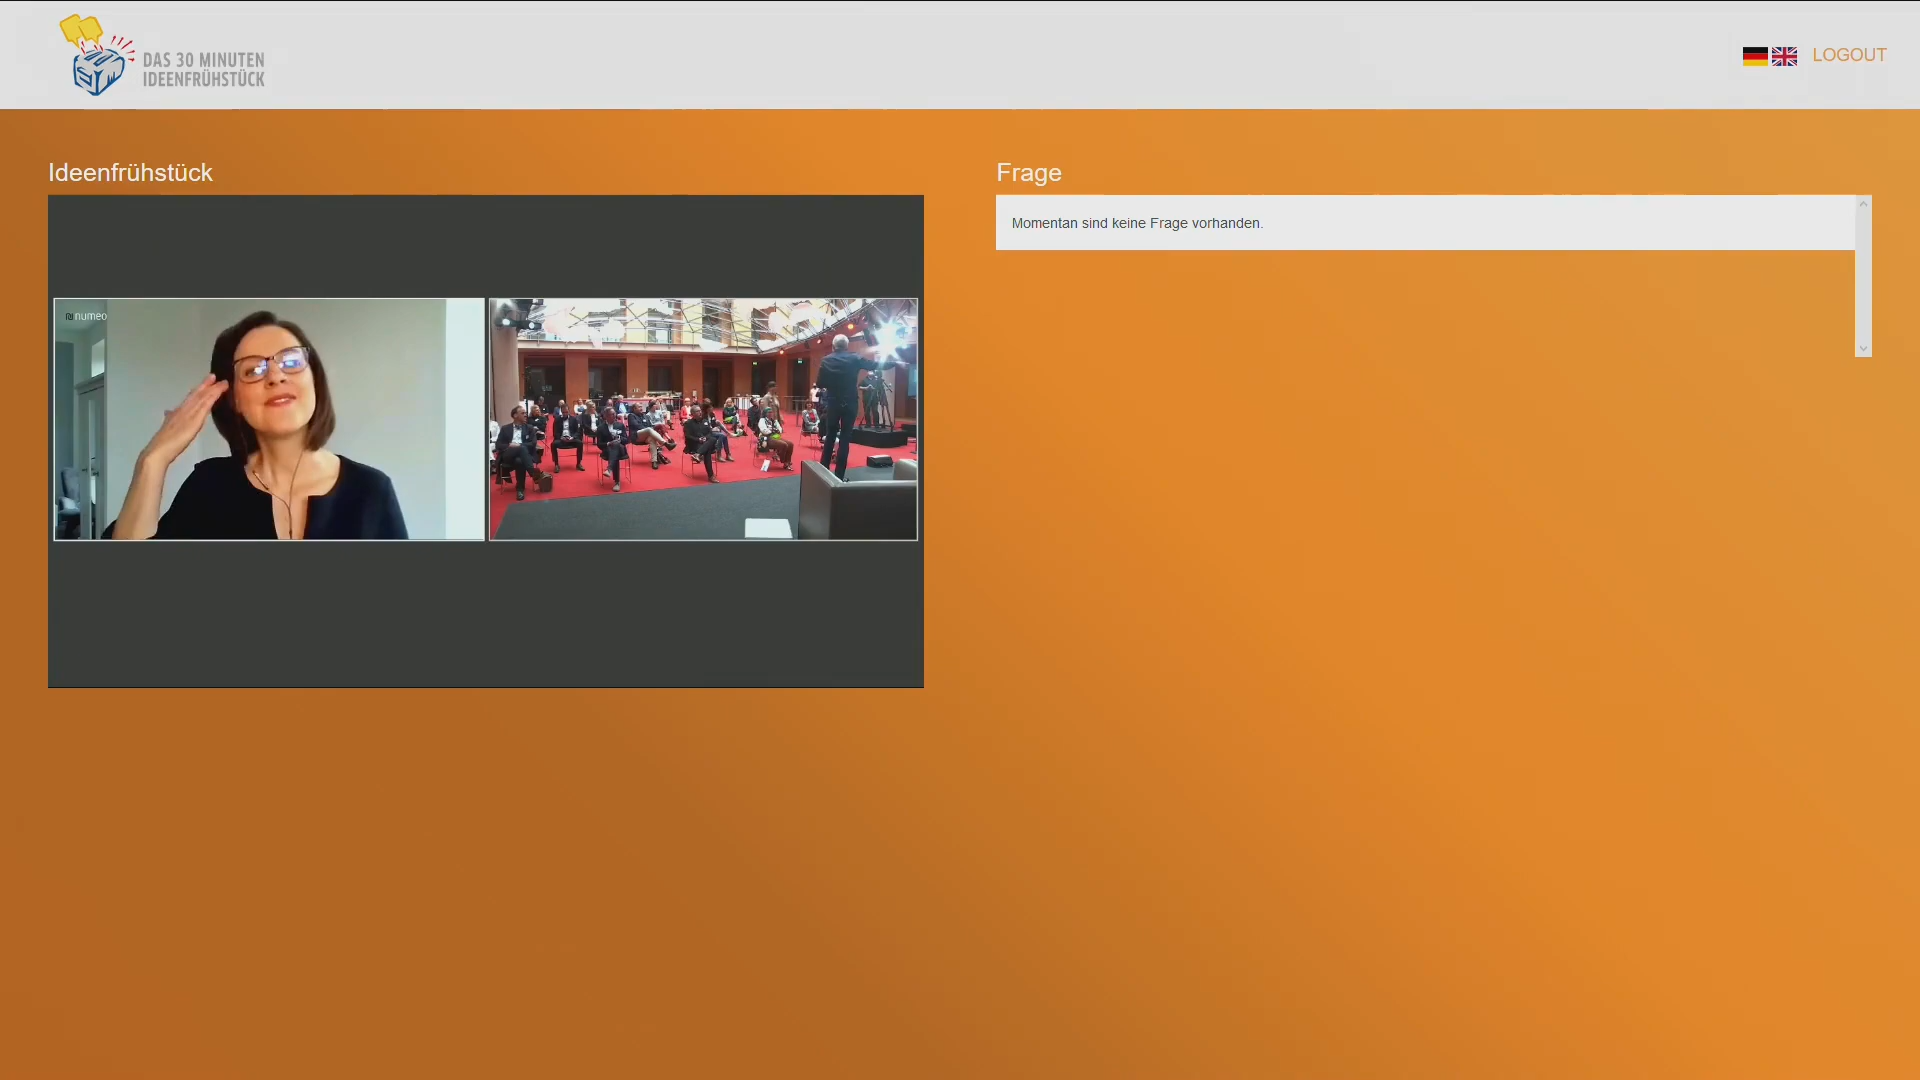 DAS 30 MINUTEN
IDEENFRÜHSTÜCK
LOGOUT
Ideenfrühstück
Frage
Momentan sind keine Frage vorhanden.
numeo